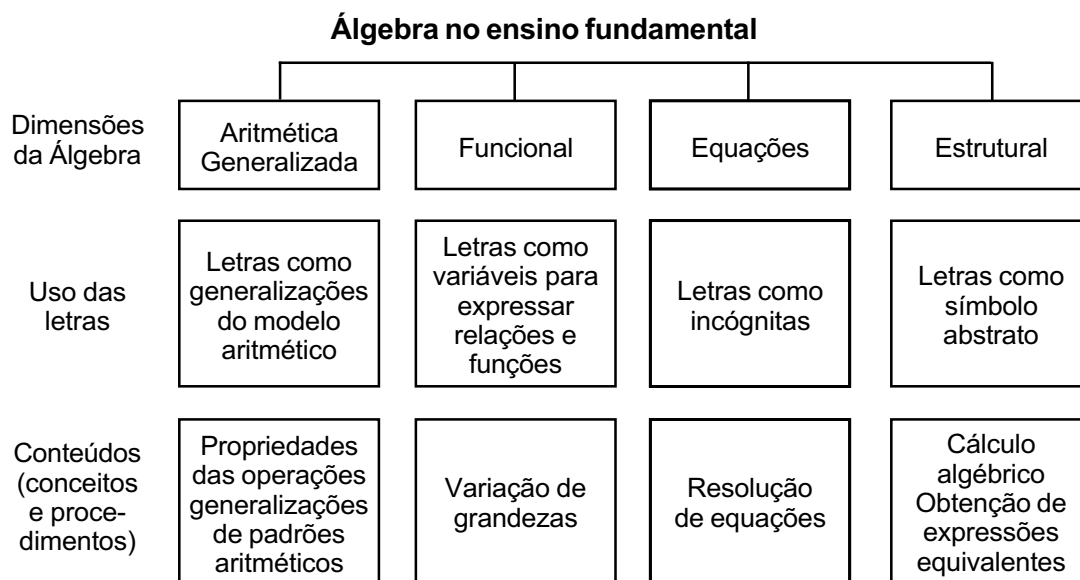 Álgebra no ensino fundamental
Dimensões
da Álgebra
Aritmética
Generalizada
Funcional
Equações
Estrutural
Uso das
letras
Letras como
generalizações
do modelo
aritmético
Letras como
variáveis para
expressar
relações e
funções
Letras como
incógnitas
Letras como
símbolo
abstrato
Conteúdos
(conceitos
e proce-
dimentos)
Propriedades
das operações
generalizações
de padrões
aritméticos
Variação de
grandezas
Resolução
de equações
Cálculo
algébrico
Obtenção de
expressões
equivalentes